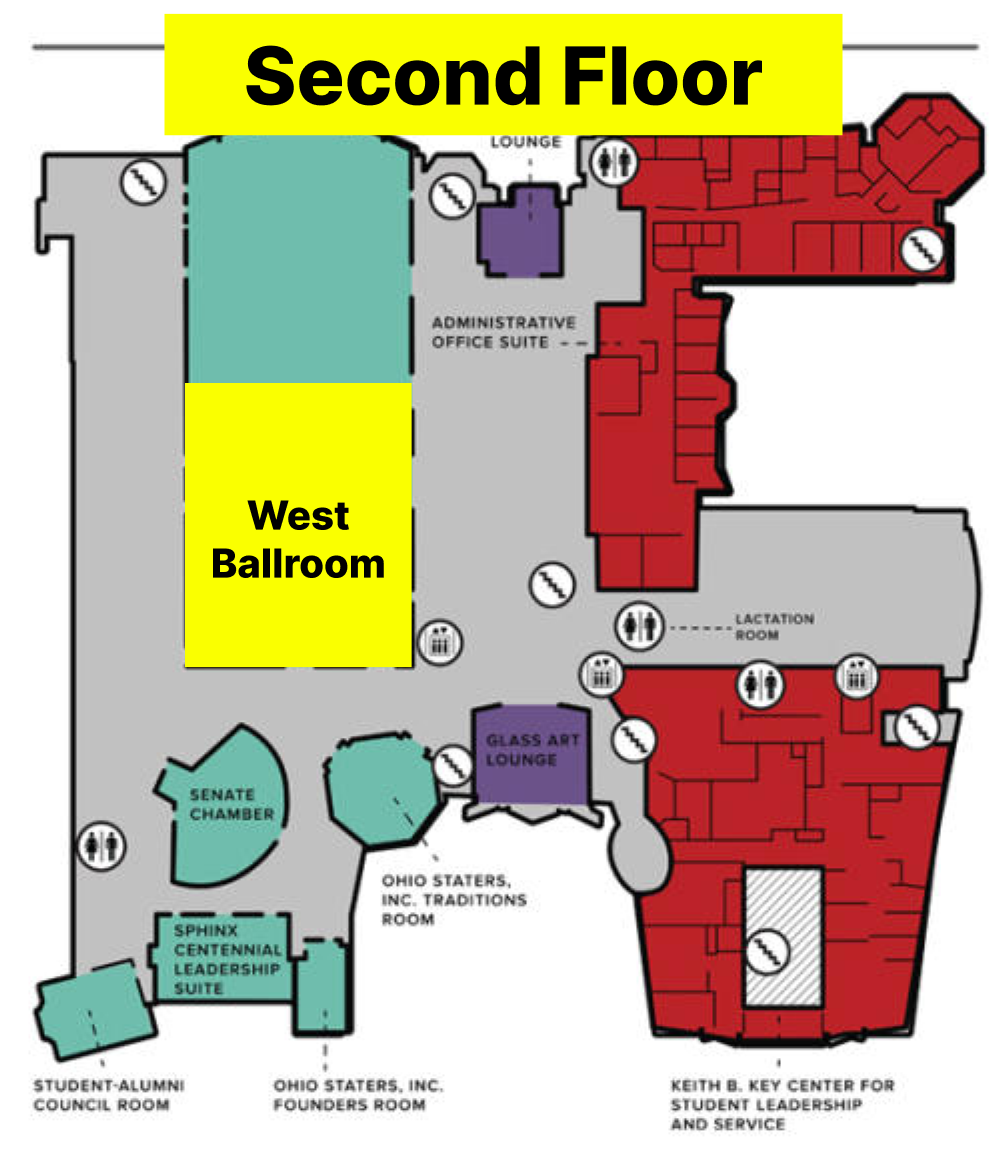 Second Floor
LOUNGE
ADMINISTRATIVE
OFFICE SUITE
West
Ballroom
LACTATION
ROOM
GLASS ART
LOUNGE
SENATE
CHAMBER
OHIO STATERS,
INC. TRADITIONS
ROOM
SPHINX
CENTENNIAL
LEADERSHIP
SUITE
STUDENT-ALUMNI
COUNCIL ROOM
OHIO STATERS, INC.
FOUNDERS ROOM
KEITH B. KEY CENTER FOR
STUDENT LEADERSHIP
AND SERVICE